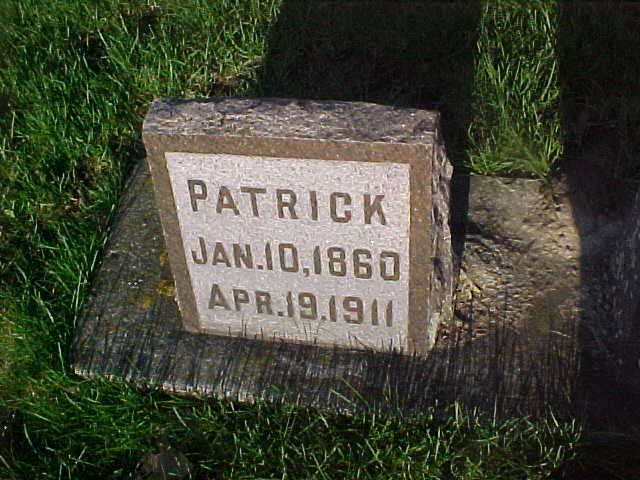 PATRICK
JAN. 10, 1860
APR. 19. 1911